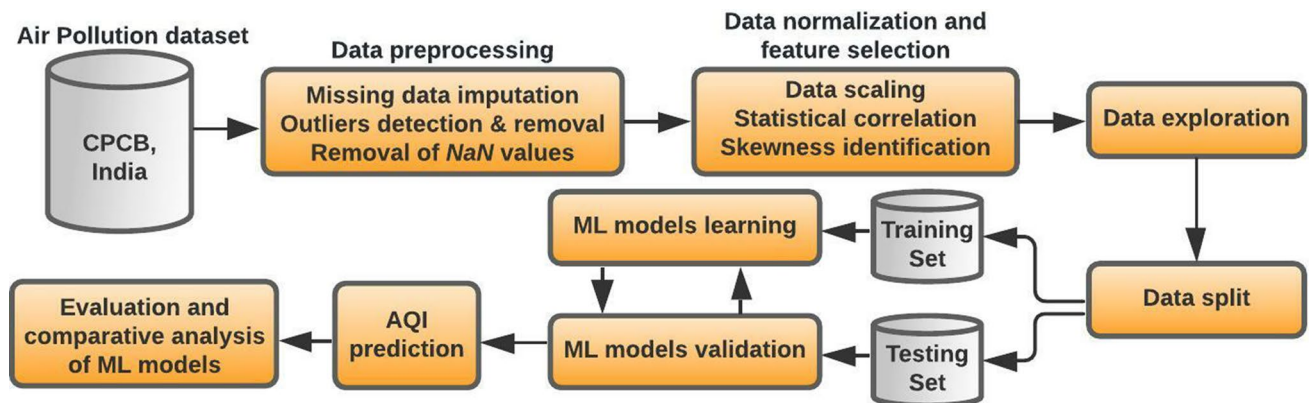 Air Pollution dataset
CPCB,
India
Data preprocessing
Missing data imputation
Outliers detection & removal
Removal of NaN values
Data normalization and
feature selection
Data scaling
Statistical correlation
Skewness identification
Data exploration
Data split
Training
Set
Testing
Set
ML models learning
ML models validation
AQI
prediction
Evaluation and
comparative analysis
of ML models